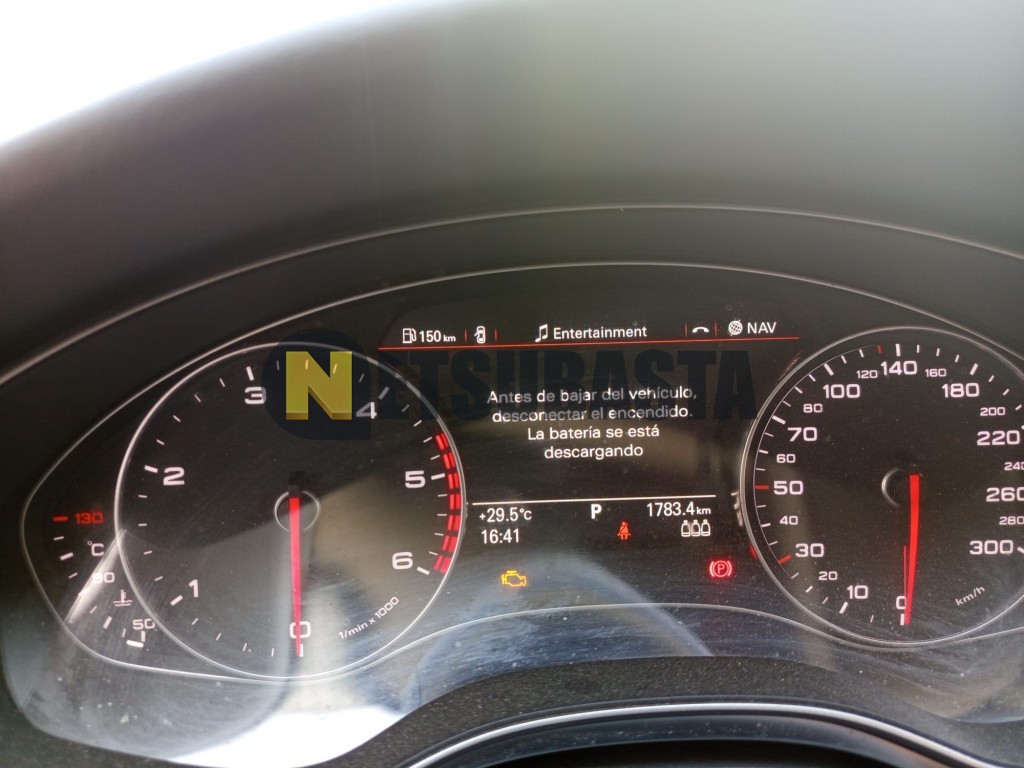 150 km Entertainment NAV
NETSUBASTA
Antes de bajar del vehículo,
desconectar el encendido.
La batería se está
descargando
+29.5°C P 1783.4 km
16:41
130
°C
90
50
0
1
2
3
4
5
6
1/min x 1000
(P)
0
10
20
30
40
50
60
70
80
100
120
140
160
180
200
220
240
260
280
300
km/h